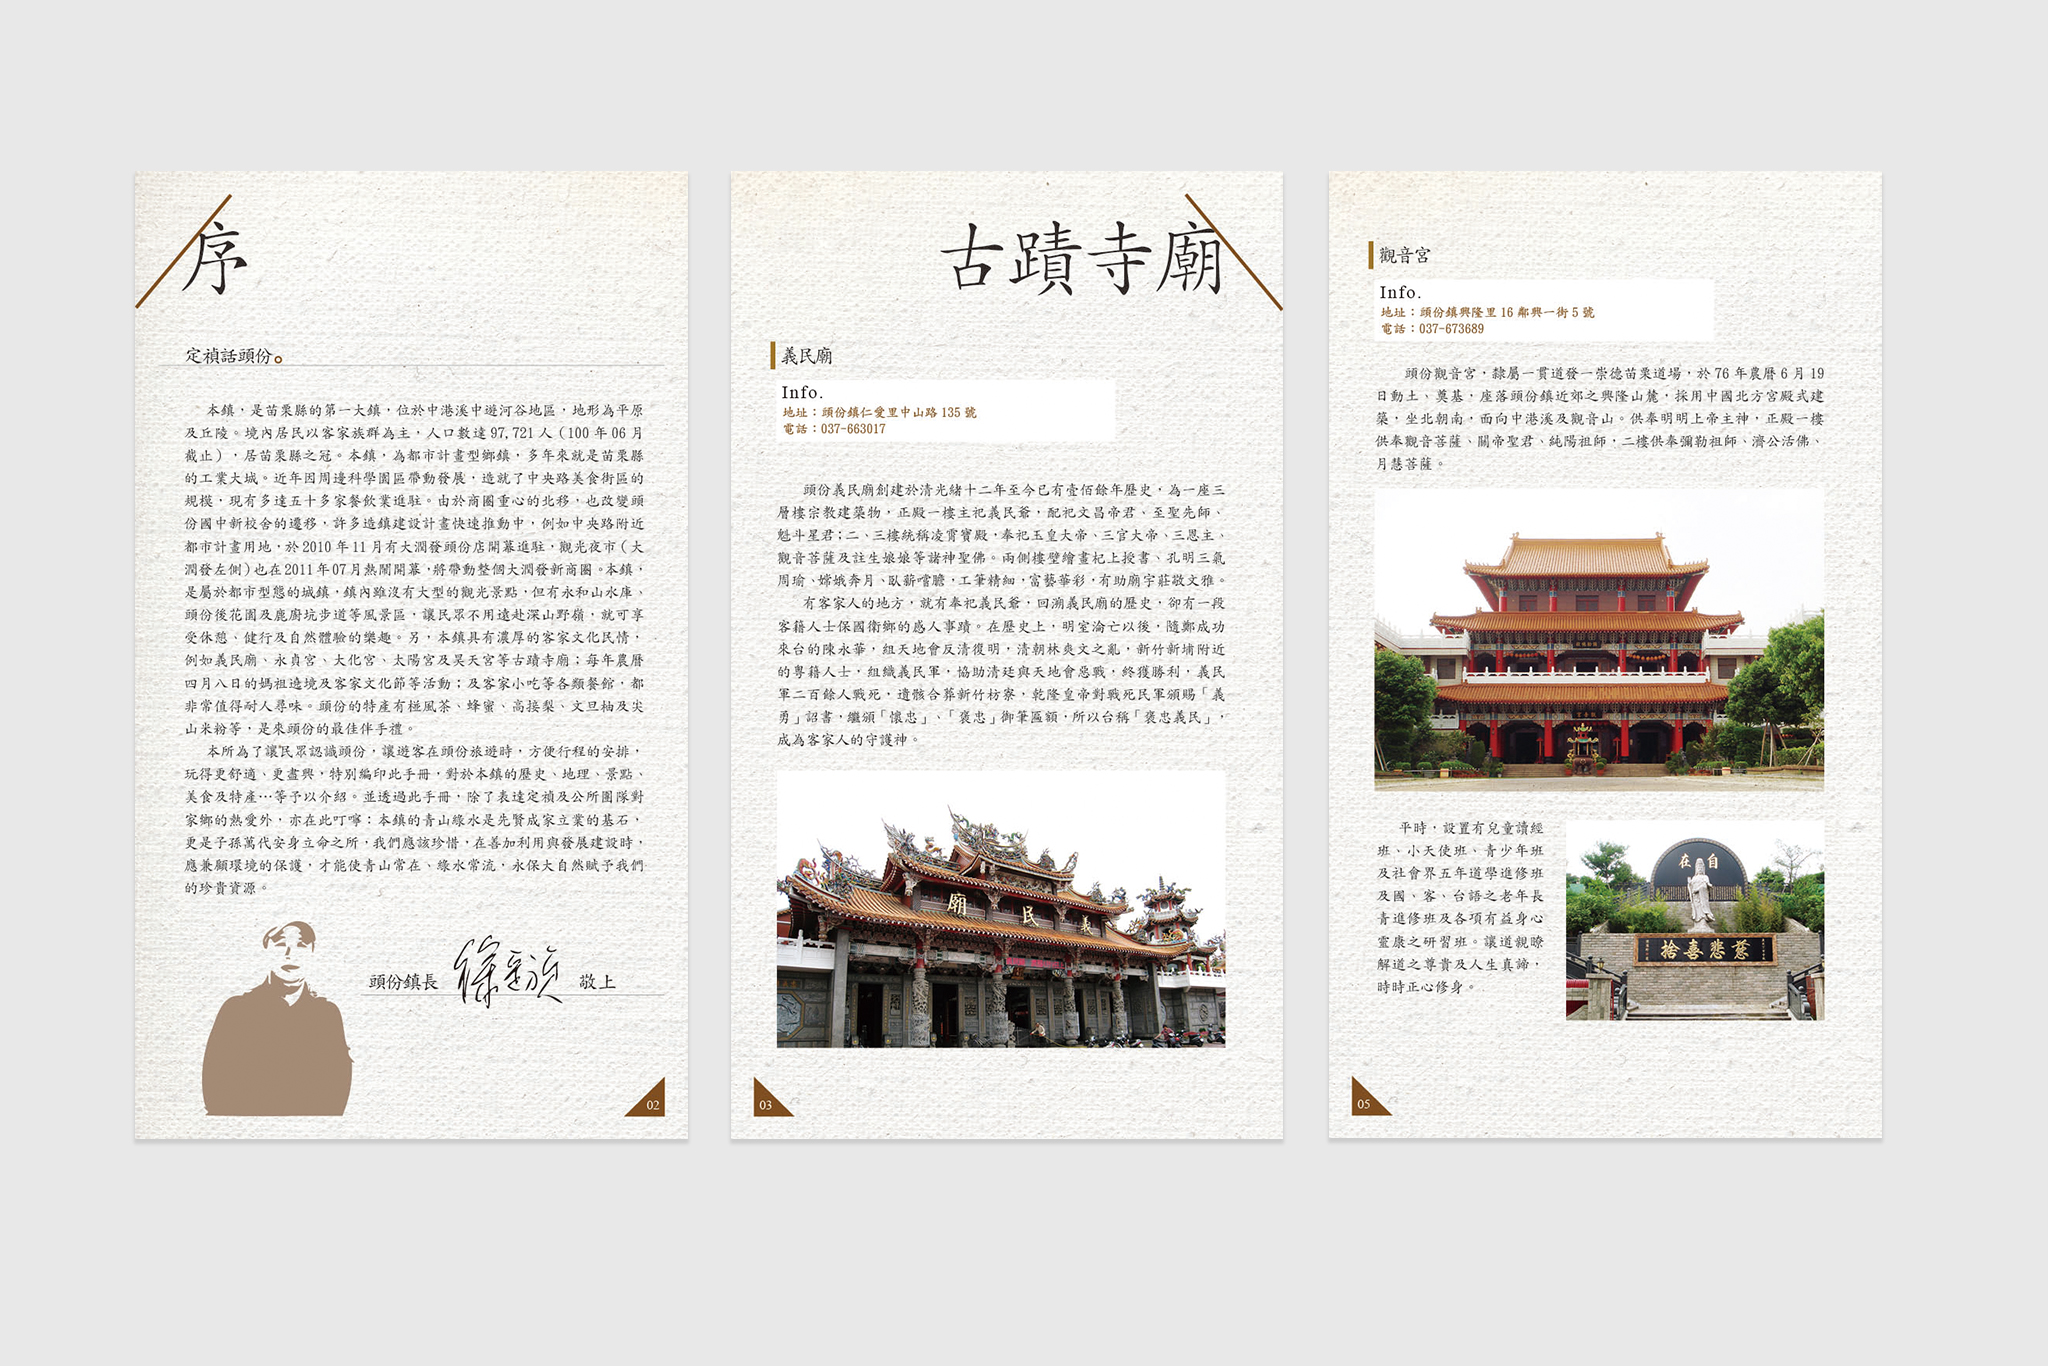 序
定禎話頭份。
本鎮，是苗栗縣的第一大鎮，位於中港溪中遊河谷地區，地形為平原
及丘陵。境內居民以客家族群為主，人口數達 97,721 人（100 年 06 月
截止），居苗栗縣之冠。本鎮，為都市計畫型鄉鎮，多年來就是苗栗縣
的工業大城。近年因周邊科學園區帶動發展，造就了中央路美食街區的
規模，現有多達五十多家餐飲業進駐。由於商圈重心的北移，也改變頭
份國中新校舍的遷移，許多造鎮建設計畫快速推動中，例如中央路附近
都市計畫用地，於 2010 年 11 月有大潤發頭份店開幕進駐，觀光夜市（大
潤發左側）也在 2011 年 07 月熱鬧開幕，將帶動整個大潤發新商圈。本鎮，
是屬於都市型態的城鎮，鎮內雖沒有大型的觀光景點，但有永和山水庫、
頭份後花園及鹿廚坑步道等風景區，讓民眾不用遠赴深山野嶺，就可享
受休憩、健行及自然體驗的樂趣。另，本鎮具有濃厚的客家文化民情，
例如義民廟、永貞宮、大化宮、太陽宮及昊天宮等古蹟寺廟；每年農曆
四月八日的媽祖遶境及客家文化節等活動；及客家小吃等各類餐館，都
非常值得耐人尋味。頭份的特產有椪風茶、蜂蜜、高接梨、文旦柚及尖
山米粉等，是來頭份的最佳伴手禮。
本所為了讓民眾認識頭份，讓遊客在頭份旅遊時，方便行程的安排，
玩得更舒適、更盡興，特別編印此手冊，對於本鎮的歷史、地理、景點、
美食及特產…等予以介紹。並透過此手冊，除了表達定禎及公所團隊對
家鄉的熱愛外，亦在此叮嚀：本鎮的青山綠水是先賢成家立業的基石，
更是子孫萬代安身立命之所，我們應該珍惜，在善加利用與發展建設時，
應兼顧環境的保護，才能使青山常在、綠水常流，永保大自然賦予我們
的珍貴資源。
頭份鎮長 徐定禎 敬上
02
古蹟寺廟
義民廟
Info.
地址：頭份鎮仁愛里中山路 135 號
電話：037-663017
頭份義民廟創建於清光緒十二年至今已有壹佰餘年歷史，為一座三
層樓宗教建築物，正殿一樓主祀義民爺，配祀文昌帝君、至聖先師、
魁斗星君；二、三樓統稱凌霄寶殿，奉祀玉皇大帝、三官大帝、三恩主、
觀音菩薩及註生娘娘等諸神聖佛。兩側樓壁繪畫杞上授書、孔明三氣
周瑜、嫦娥奔月、臥薪嚐膽，工筆精細，富藝華彩，有助廟宇莊敬文雅。
有客家人的地方，就有奉祀義民爺，回溯義民廟的歷史，卻有一段
客籍人士保國衛鄉的感人事蹟。在歷史上，明室淪亡以後，隨鄭成功
來台的陳永華，組天地會反清復明，清朝林爽文之亂，新竹新埔附近
的粵籍人士，組織義民軍，協助清廷與天地會惡戰，終獲勝利，義民
軍二百餘人戰死，遺骸合葬新竹枋寮，乾隆皇帝對戰死民軍頒賜「義
勇」詔書，繼頒「懷忠」、「褒忠」御筆匾額，所以台稱「褒忠義民」，
成為客家人的守護神。
廟民義
03
觀音宮
Info.
地址：頭份鎮興隆里 16 鄰興一街 5 號
電話：037-673689
頭份觀音宮，隸屬一貫道發一崇德苗栗道場，於 76 年農曆 6 月 19
日動土、奠基，座落頭份鎮近郊之興隆山麓，採用中國北方宮殿式建
築，坐北朝南，面向中港溪及觀音山。供奉明明上帝主神，正殿一樓
供奉觀音菩薩、關帝聖君、純陽祖師，二樓供奉彌勒祖師、濟公活佛、
月慧菩薩。
平時，設置有兒童讀經
班、小天使班、青少年班
及社會界五年道學進修班
及國、客、台語之老年長
青進修班及各項有益身心
靈康之研習班。讓道親瞭
解道之尊貴及人生真諦，
時時正心修身。
在自
捨喜悲慈
05